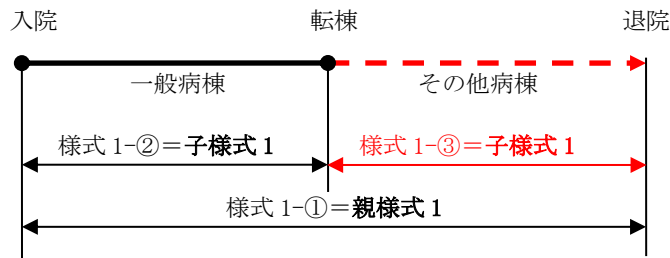 入院 転棟 退院
一般病棟 その他病棟
様式 1-②＝子様式 1 様式 1-③＝子様式 1
様式 1-①＝親様式 1